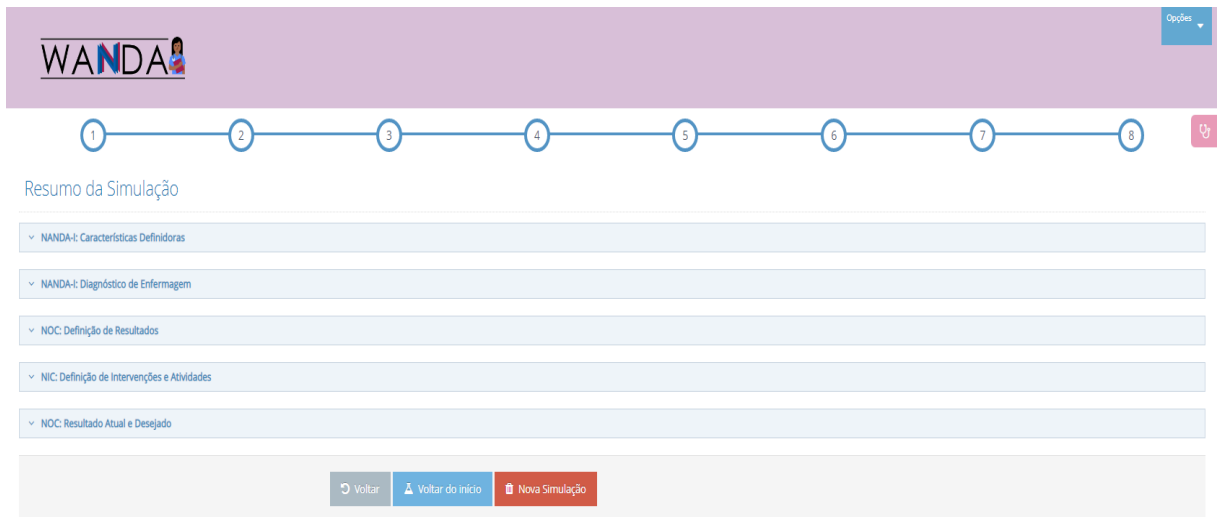 Opções
WANDA
1 2 3 4 5 6 7 8
Resumo da Simulação
NANDA-I: Características Definidoras
NANDA-I: Diagnóstico de Enfermagem
NOC: Definição de Resultados
NIC: Definição de Intervenções e Atividades
NOC: Resultado Atual e Desejado
Voltar Voltar do início Nova Simulação